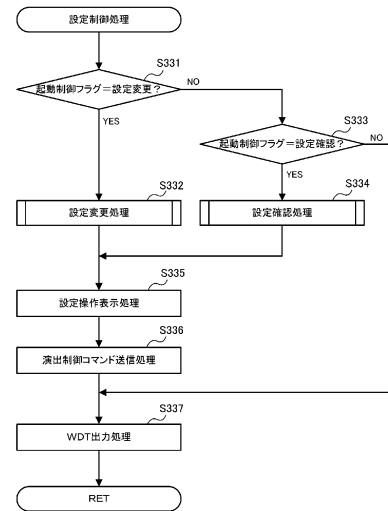 設定制御処理
S331
起動制御フラグ=設定変更?
NO
YES
S333
起動制御フラグ=設定確認?
NO
YES
S332
設定変更処理
S334
設定確認処理
S335
設定操作表示処理
S336
演出制御コマンド送信処理
S337
WDT出力処理
RET